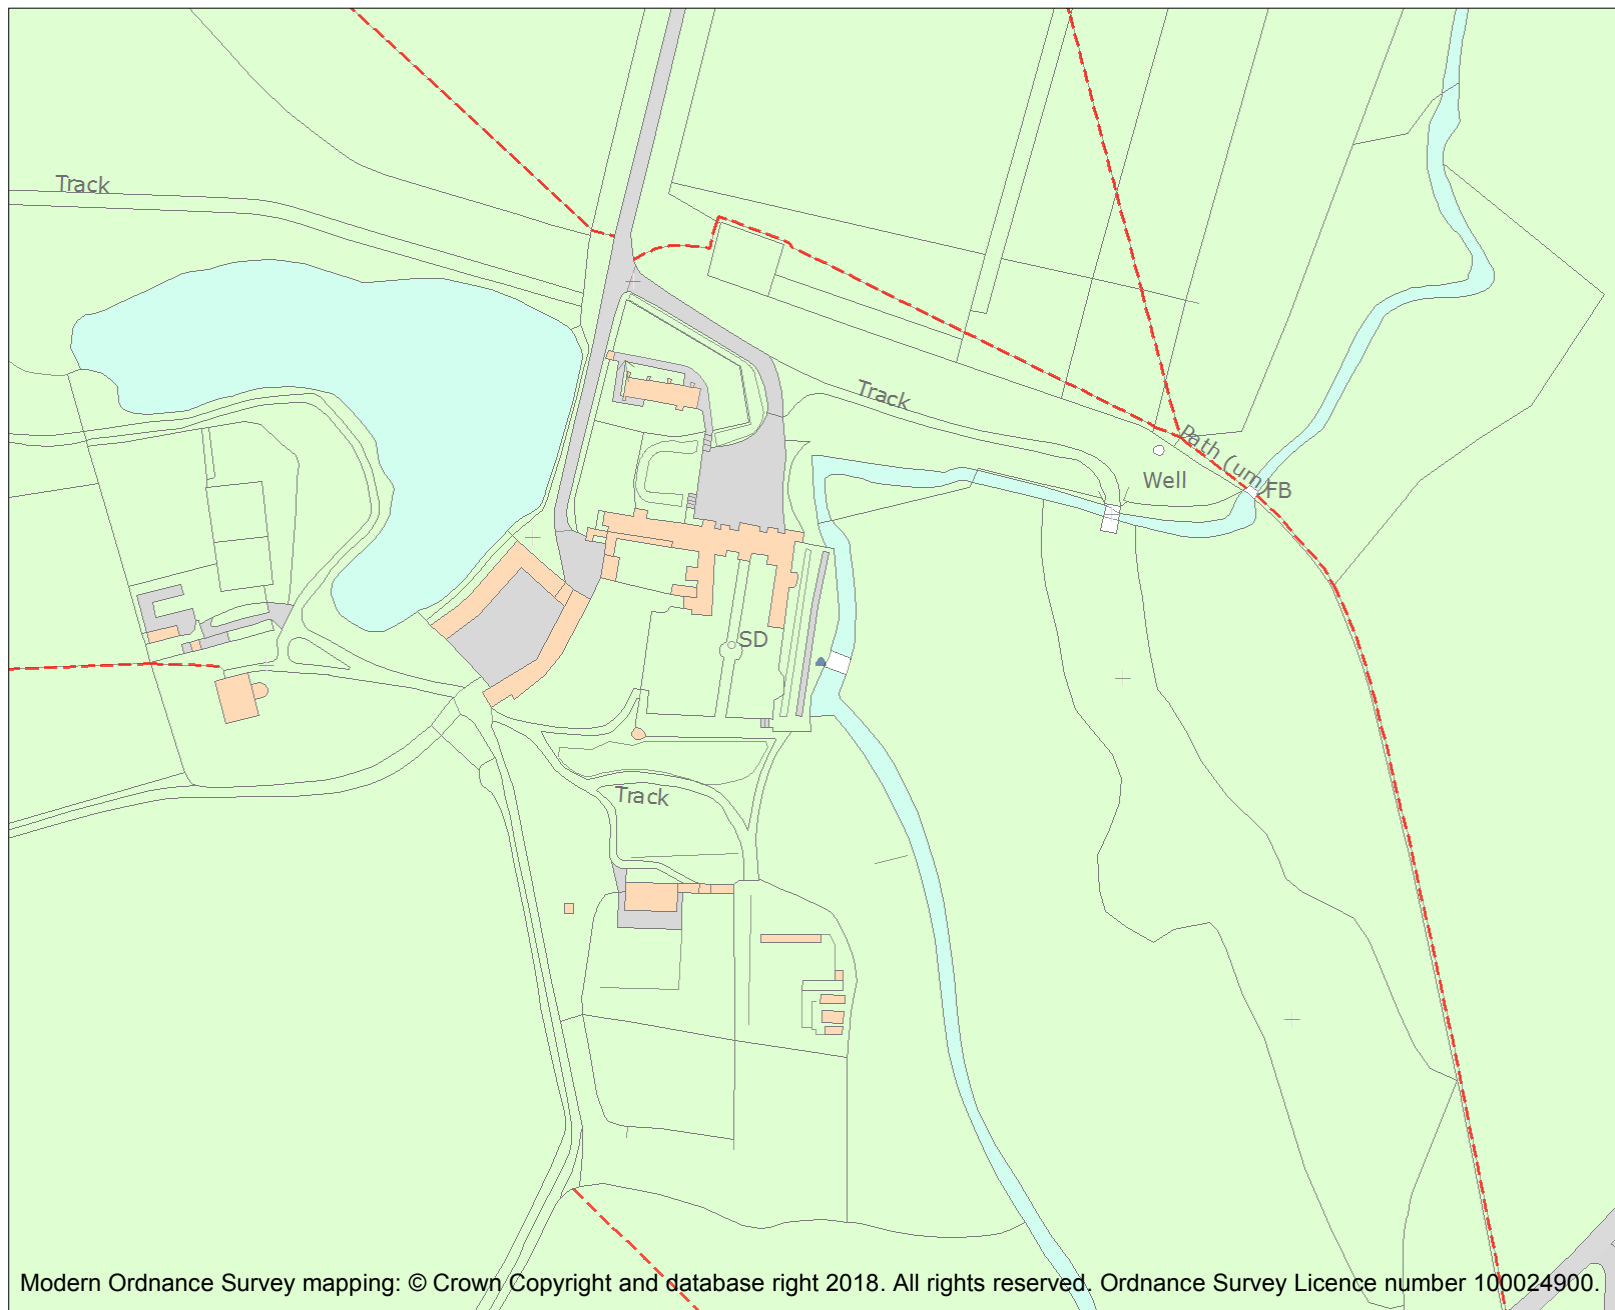 Track
Track
Path (um)
Well
FB
SD
Track
Modern Ordnance Survey mapping: © Crown Copyright and database right 2018. All rights reserved. Ordnance Survey Licence number 100024900.